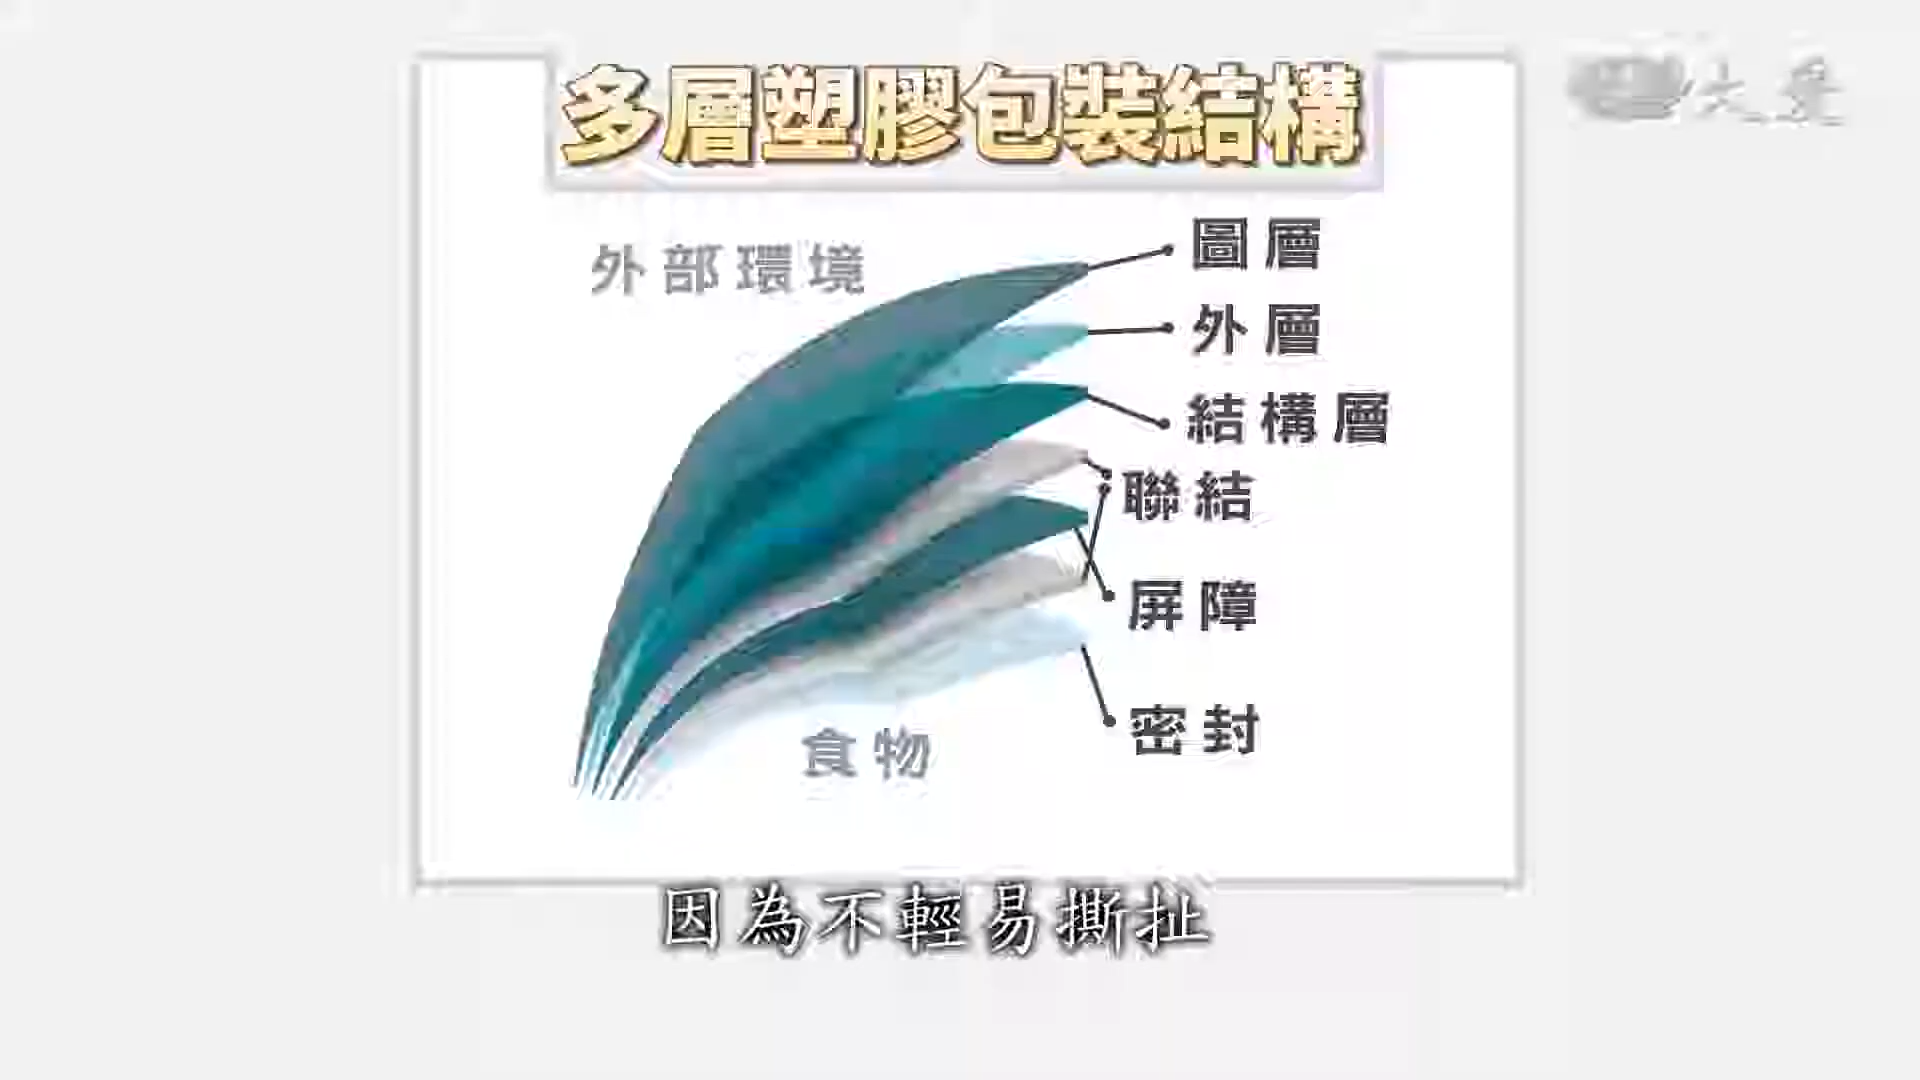 多層塑膠包裝結構
外部環境
圖層
外層
結構層
聯結
屏障
密封
食物
因為不輕易撕扯